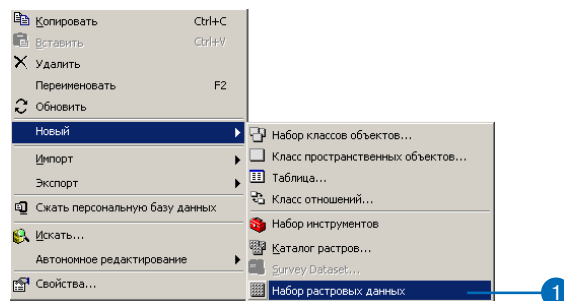 Копировать Ctrl+C
Вставить Ctrl+V
Удалить
Переименовать F2
Обновить
Новый
Импорт
Экспорт
Сжать персональную базу данных
Искать...
Автономное редактирование
Свойства...
Набор классов объектов...
Класс пространственных объектов...
Таблица...
Класс отношений...
Набор инструментов
Каталог растров...
Survey Dataset...
Набор растровых данных
1